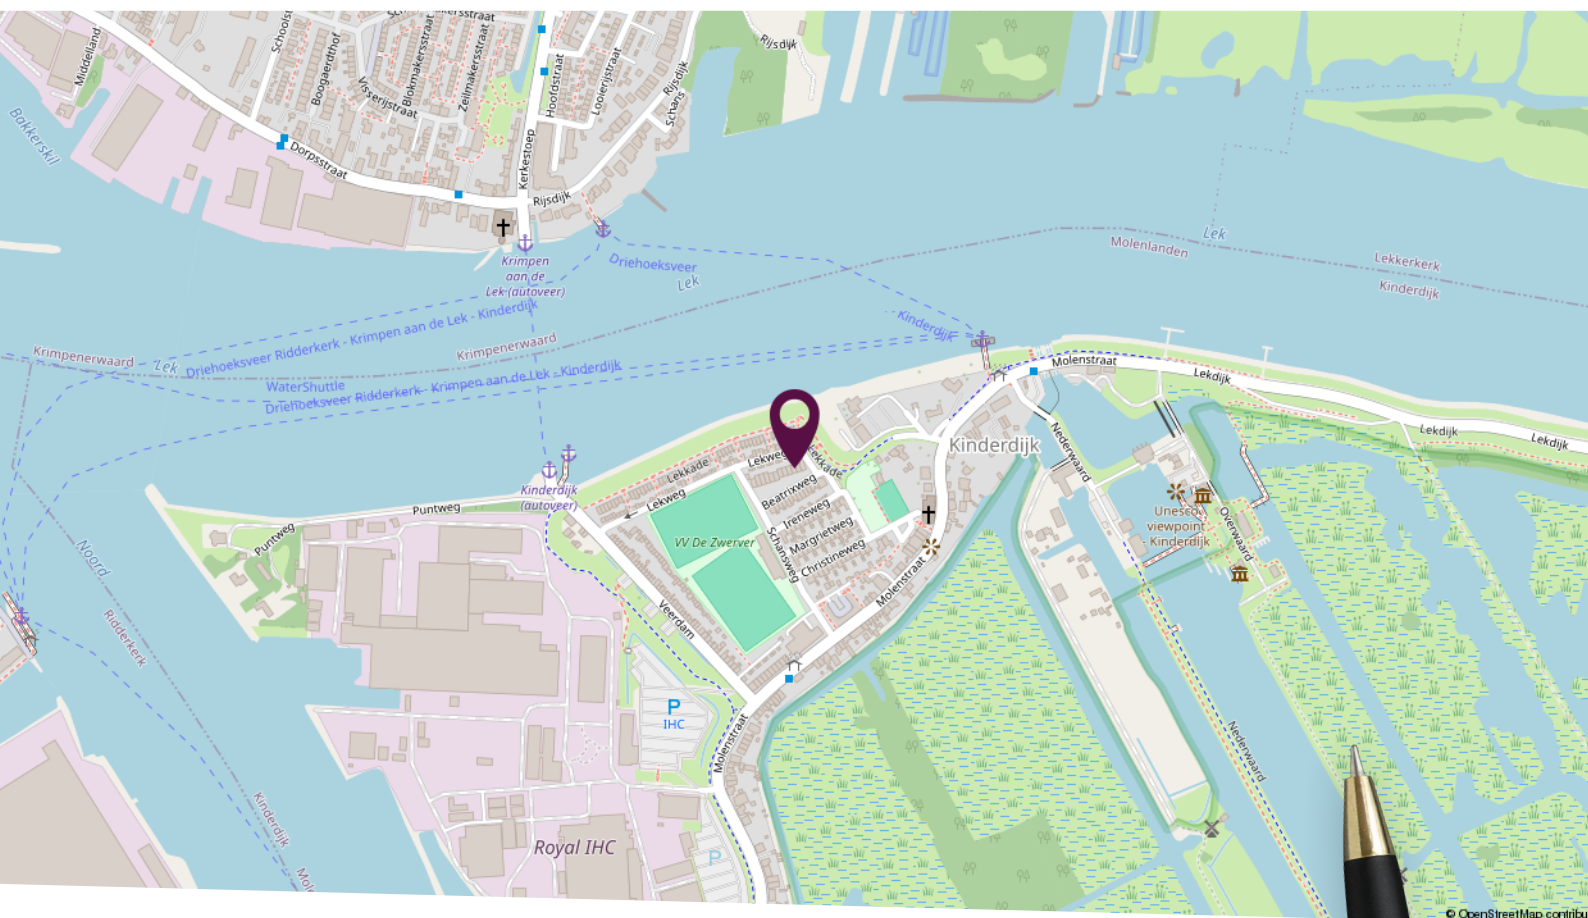 Middelland
Boogaerdthof
Visserijstraat
Blokmakersstraat
Zeilmakersstraat
Hoofdstraat
Looierijstraat
Rijsdijk
Schans
Rijsdijk
Bakkerskil
Dorpsstraat
Kerkestoep
Rijsdijk
Krimpen
aan de
Lek (autoveer)
Driehoeksveer
Lek
Lek
Molenlanden
Lekkerkerk
Kinderdijk
Krimpenerwaard
Lek
Driehoeksveer Ridderkerk - Krimpen aan de Lek - Kinderdijk
Krimpenerwaard
WaterShuttle
Driehoeksveer Ridderkerk - Krimpen aan de Lek - Kinderdijk
Kinderdijk
Molenstraat
Lekdijk
Lekdijk
Lekdijk
Kinderdijk
Nederwaard
Lekweg
Lekkade
Lekkade
Lekweg
Beatrixweg
Ireneweg
Margrietweg
Christineweg
Schansweg
VV De Zwerver
Kinderdijk
(autoveer)
Puntweg
Puntweg
Unesco
viewpoint
- Kinderdijk
Overwaard
Noord
Ridderkerk
Veerdam
Molenstraat
P
IHC
Molenstraat
Nederwaard
Kinderdijk
Royal IHC
P
© OpenStreetMap